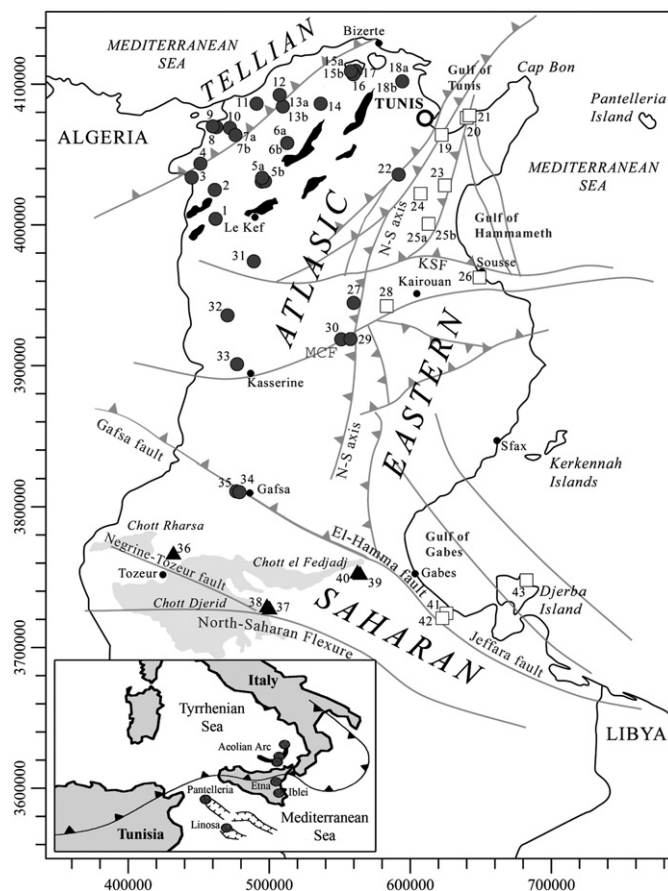 Bizerte
MEDITERRANEAN
SEA
TELLIAN
15a
15b
17
16
18a
18b
Gulf of
Tunis
Cap Bon
4100000
12
11
13a
13b
14
TUNIS
Pantelleria
Island
ALGERIA
9
8
10
7a
7b
6a
6b
21
20
19
MEDITERRANEAN
SEA
4
3
2
5a
5b
22
23
24
1
Le Kef
N-S axis
25a
25b
Gulf of
Hammameth
4000000
31
ATLASIC
KSF
Sousse
26
27
28
Kairouan
32
30
29
MCF
33
Kasserine
3900000
EASTERN
Gafsa fault
N-S axis
Sfax
Kerkennah
Islands
35
34
Gafsa
3800000
Chott Rharsa
36
Negrine-Tozeur fault
Tozeur
Chott el Fedjadj
40
39
El-Hamma fault
Gulf of
Gabes
Gabes
Chott Djerid
38
37
SAHARAN
41
42
43
Djerba
Island
North-Saharan Flexure
Jeffara fault
3700000
LIBYA
Italy
Tyrrhenian
Sea
Aeolian Arc
Pantelleria
Etna
Iblei
Linosa
Mediterranean
Sea
Tunisia
3600000
400000 500000 600000 700000